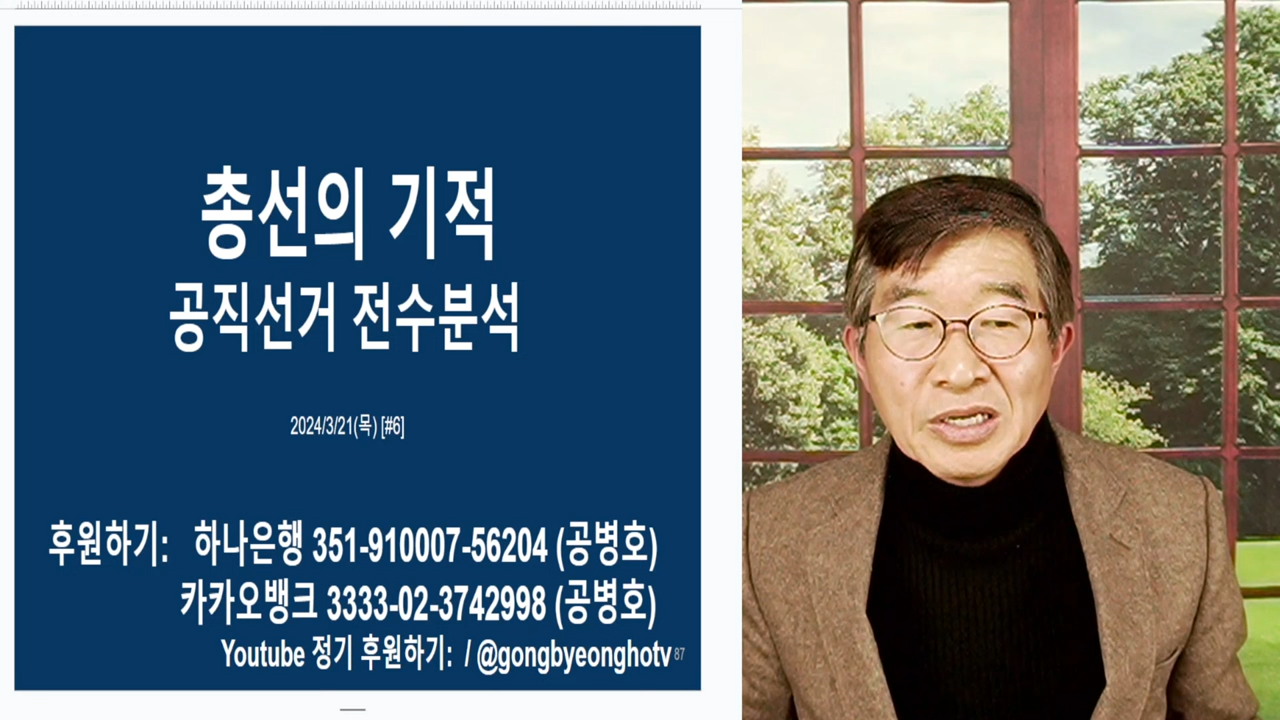 총선의 기적
공직선거 전수분석
2024/3/21(목) [#6]
후원하기: 하나은행 351-910007-56204 (공병호)
카카오뱅크 3333-02-3742998 (공병호)
Youtube 정기 후원하기: / @gongbyeonghotv
87